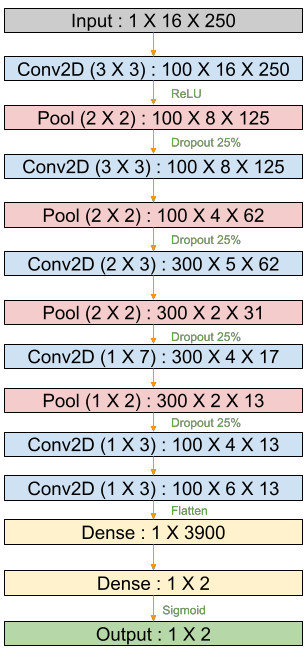 Input : 1 X 16 X 250
Conv2D (3 X 3) : 100 X 16 X 250
ReLU
Pool (2 X 2) : 100 X 8 X 125
Dropout 25%
Conv2D (3 X 3) : 100 X 8 X 125
Pool (2 X 2) : 100 X 4 X 62
Dropout 25%
Conv2D (2 X 3) : 300 X 5 X 62
Pool (2 X 2) : 300 X 2 X 31
Dropout 25%
Conv2D (1 X 7) : 300 X 4 X 17
Pool (1 X 2) : 300 X 2 X 13
Dropout 25%
Conv2D (1 X 3) : 100 X 4 X 13
Conv2D (1 X 3) : 100 X 6 X 13
Flatten
Dense : 1 X 3900
Dense : 1 X 2
Sigmoid
Output : 1 X 2